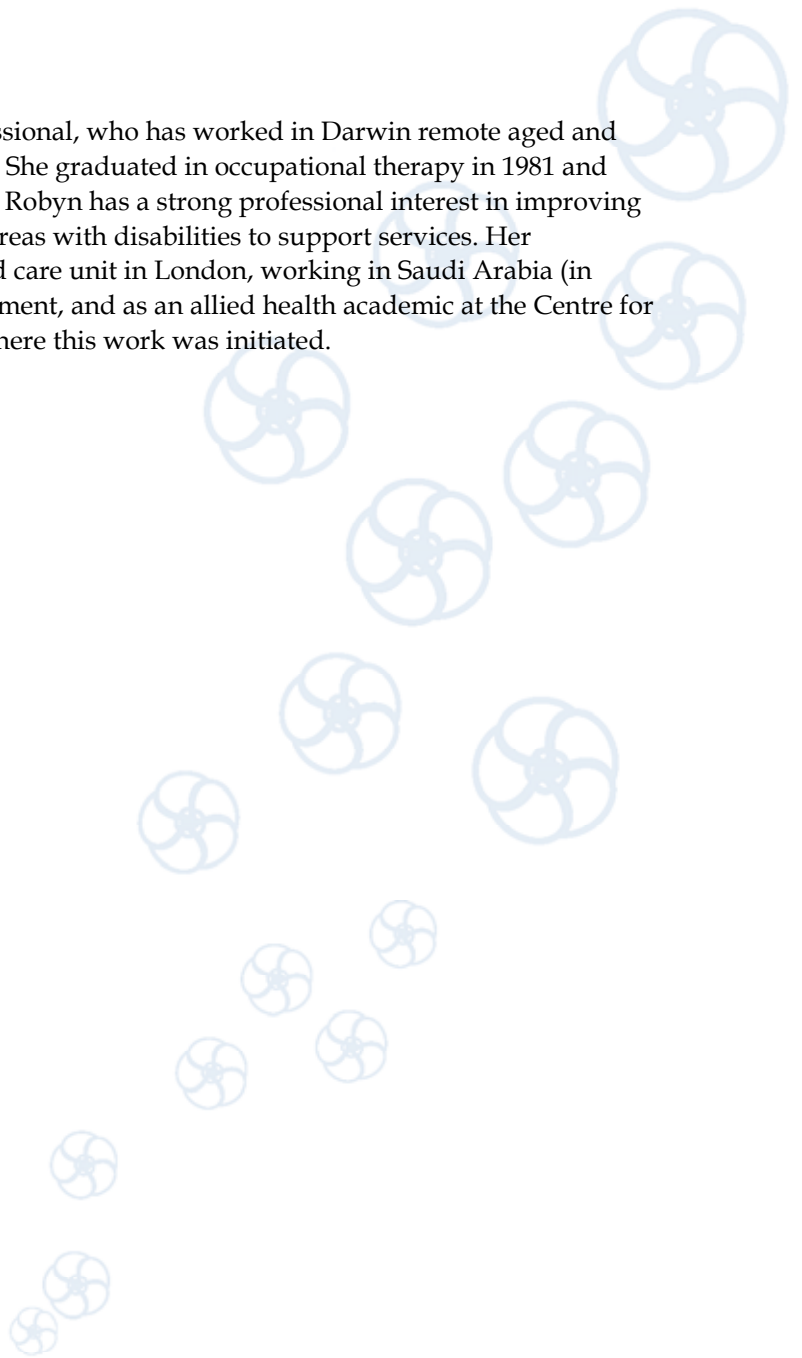 ssional, who has worked in Darwin remote aged and
She graduated in occupational therapy in 1981 and
Robyn has a strong professional interest in improving
reas with disabilities to support services. Her
d care unit in London, working in Saudi Arabia (in
ment, and as an allied health academic at the Centre for
here this work was initiated.